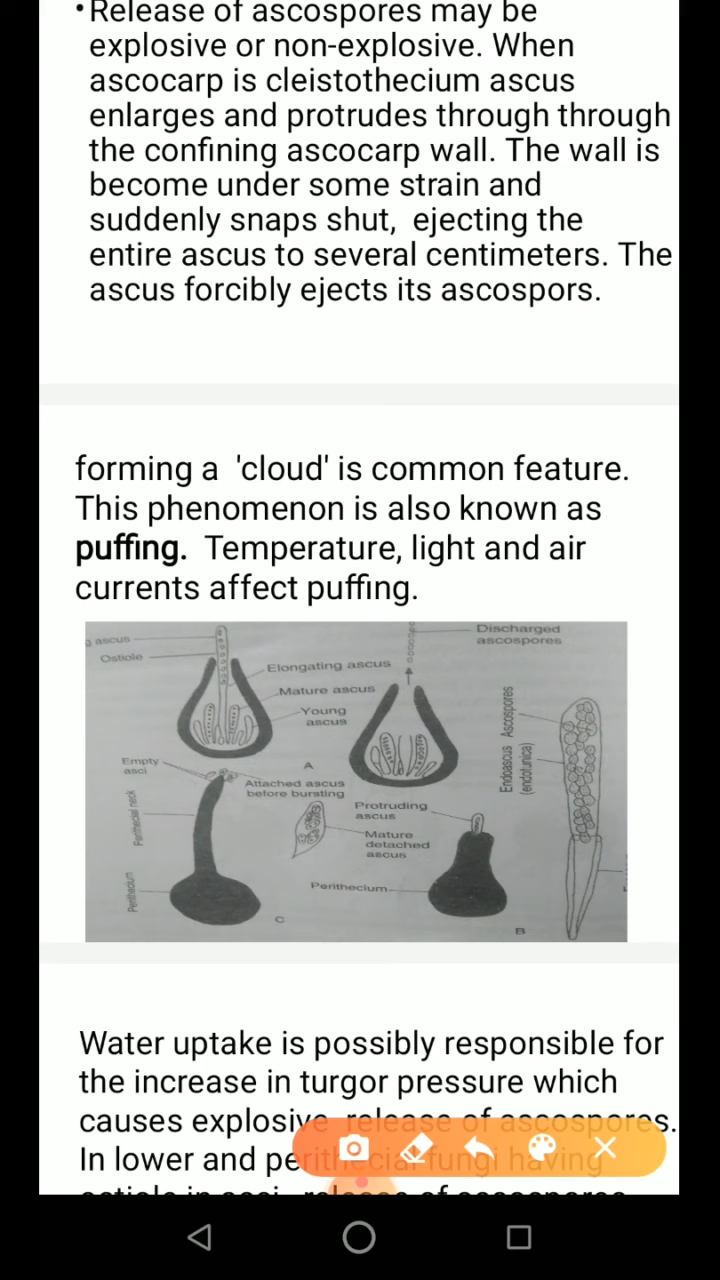 •Release of ascospores may be
explosive or non-explosive. When
ascocarp is cleistothecium ascus
enlarges and protrudes through through
the confining ascocarp wall. The wall is
become under some strain and
suddenly snaps shut, ejecting the
entire ascus to several centimeters. The
ascus forcibly ejects its ascospors.
forming a 'cloud' is common feature.
This phenomenon is also known as
puffing. Temperature, light and air
currents affect puffing.
g ascus
Ostiole
Elongating ascus
Mature ascus
Young
ascus
A
Discharged
ascospores
Ascospores
Endoascus
(endotunica)
Empty
asci
Attached ascus
before bursting
Perithecial neck
Perithecium
C
Mature
detached
ascus
Protruding
ascus
Perithecium
B
Water uptake is possibly responsible for
the increase in turgor pressure which
causes explosive release of ascospores.
In lower and perithecial fungi having
ostiole in asci, release of ascospores